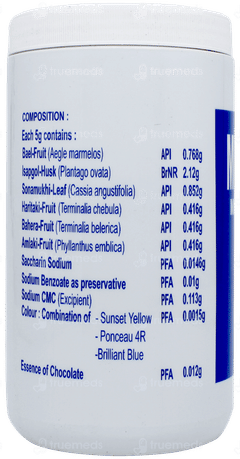 COMPOSITION :
Each 5g contains :
Bael-Fruit (Aegle marmelos) API 0.768g
Isapgol-Husk (Plantago ovata) BrNR 2.12g
Sonamukhi-Leaf (Cassia angustifolia) API 0.852g
Haritaki-Fruit (Terminalia chebula) API 0.416g
Bahera-Fruit (Terminalia belerica) API 0.416g
Amlaki-Fruit (Phyllanthus emblica) API 0.416g
Saccharin Sodium PFA 0.0146g
Sodium Benzoate as preservative PFA 0.01g
Sodium CMC (Excipient) PFA 0.113g
Colour : Combination of - Sunset Yellow PFA 0.0015g
- Ponceau 4R
-Brilliant Blue
Essence of Chocolate PFA 0.012g
truemeds